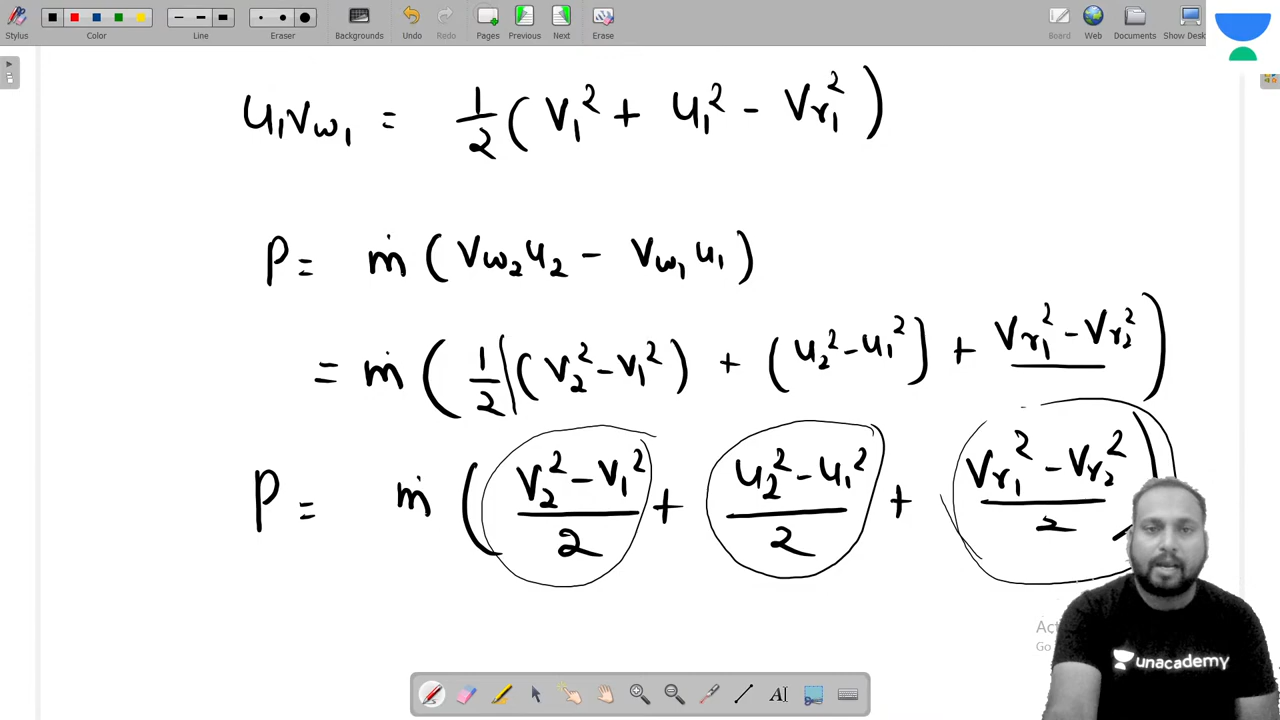 Stylus Color Line Eraser Backgrounds Undo Redo Pages Previous Next Erase Board Web Documents Show Desk
u₁Vw₁ = 1/2 (V₁² + u₁² - Vr₁²)
P = ṁ (Vw₂u₂ - Vw₁u₁)
= ṁ (1/2 (V₂² - V₁²) + (u₂² - u₁²) + Vr₁² - Vr₂²)
P = ṁ ((V₂² - V₁²)/2 + (u₂² - u₁²)/2 + (Vr₁² - Vr₂²)/2)
unacademy
AI